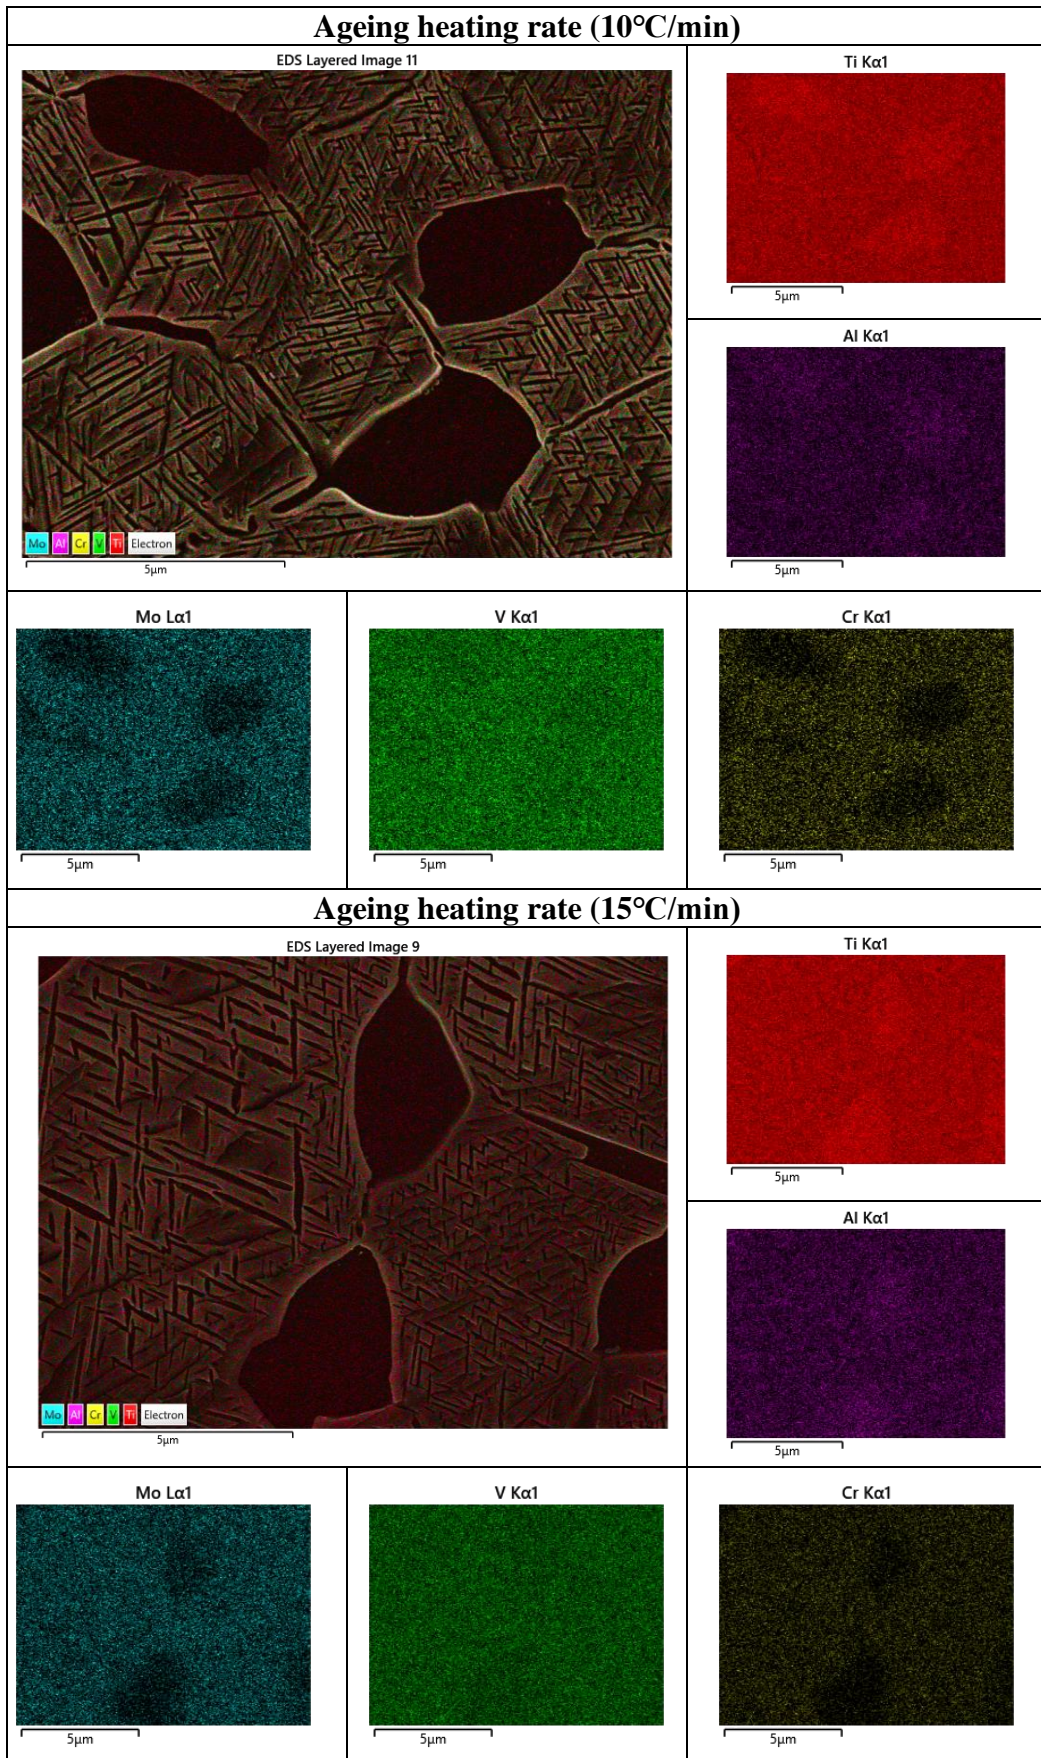 Ageing heating rate (10℃/min)
EDS Layered Image 11
Mo Al Cr V Ti Electron
5µm
Ti Kα1
5µm
Al Kα1
5µm
Mo Lα1
5µm
V Kα1
5µm
Cr Kα1
5µm
Ageing heating rate (15℃/min)
EDS Layered Image 9
Mo Al Cr V Ti Electron
5µm
Ti Kα1
5µm
Al Kα1
5µm
Mo Lα1
5µm
V Kα1
5µm
Cr Kα1
5µm